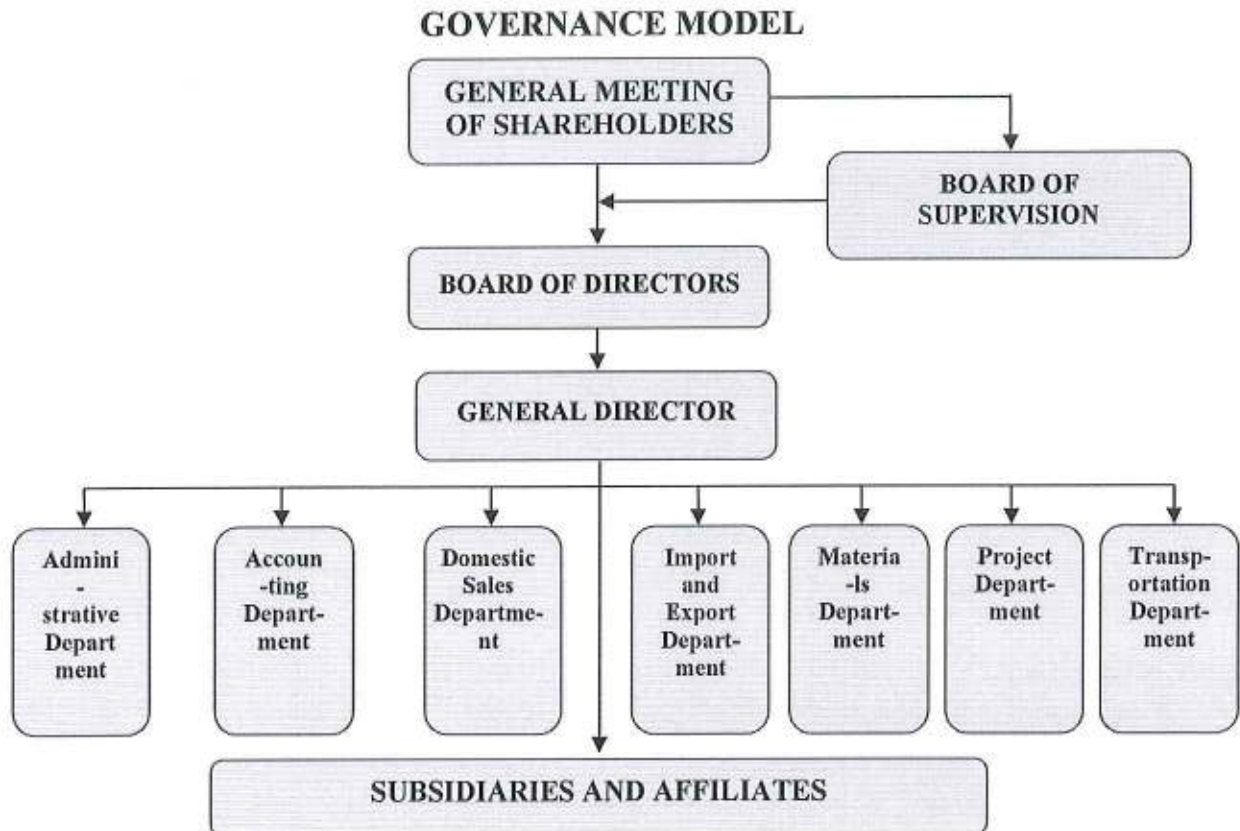 GOVERNANCE MODEL
GENERAL MEETING
OF SHAREHOLDERS
BOARD OF
SUPERVISION
BOARD OF DIRECTORS
GENERAL DIRECTOR
Admini
-
strative
Depart
ment
Accoun
-ting
Depart-
ment
Domestic
Sales
Departme-
nt
Import
and
Export
Depart-
ment
Materia
-ls
Depart-
ment
Project
Depart-
ment
Transp-
ortation
Depart-
ment
SUBSIDIARIES AND AFFILIATES